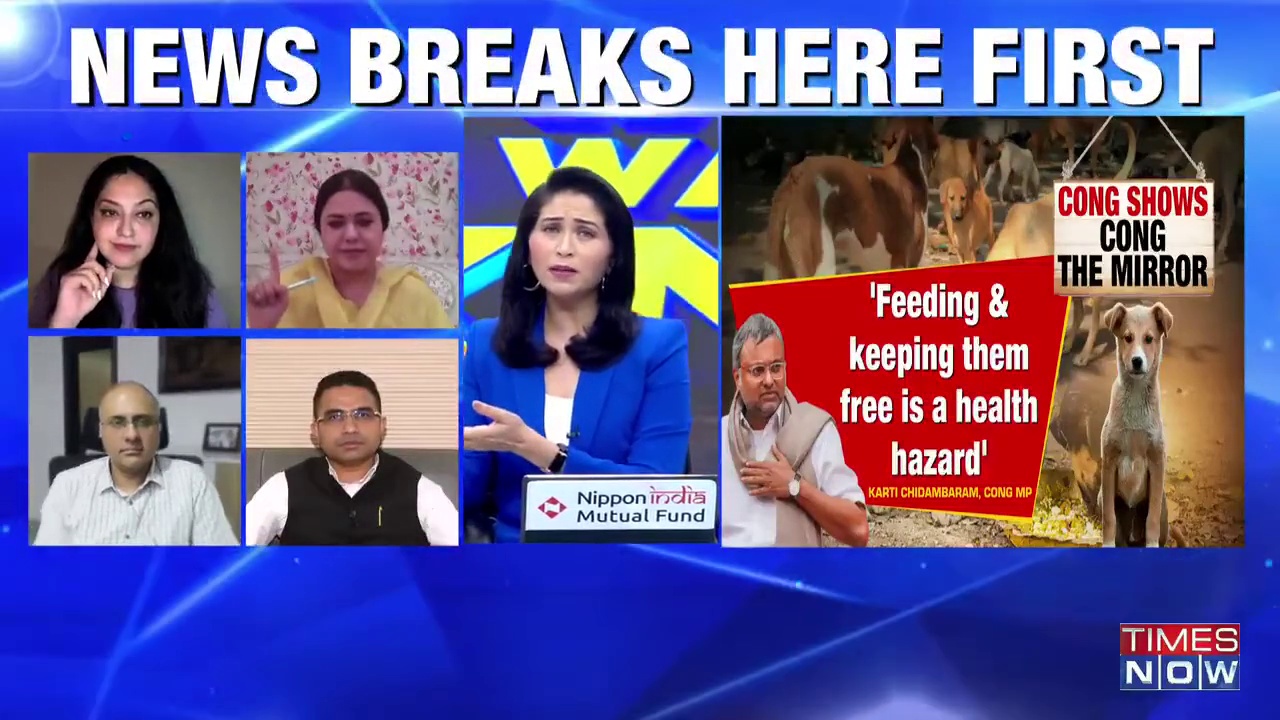 NEWS BREAKS HERE FIRST
CONG SHOWS
CONG
THE MIRROR
'Feeding &
keeping them
free is a health
hazard'
KARTI CHIDAMBARAM, CONG MP
Nippon india
Mutual Fund
TIMES
NOW